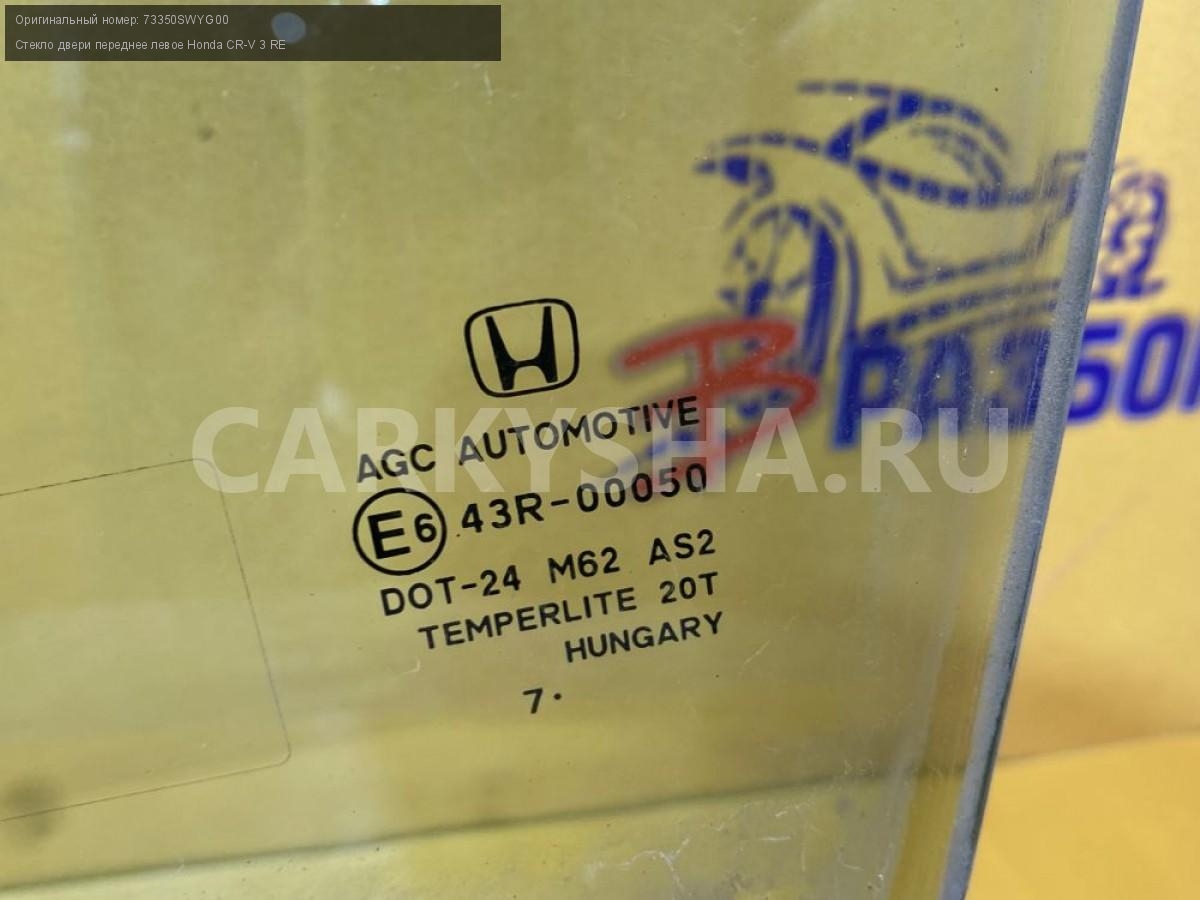 Оригинальный номер: 73350SWYG00
Стекло двери переднее левое Honda CR-V 3 RE
AGC AUTOMOTIVE
E6 43R-00050
DOT-24 M62 AS2
TEMPERLITE 20T
HUNGARY
7.
CARKYSHA.RU
В